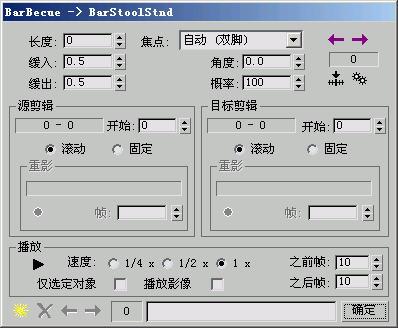 BarBecue -> BarStoolStnd
长度: 0 焦点: 自动 (双脚)
缓入: 0.5 角度: 0.0 0
缓出: 0.5 概率: 100
源剪辑 目标剪辑
0 - 0 开始: 0 0 - 0 开始: 0
滚动 固定 滚动 固定
重影 重影
帧: 帧:
播放
速度: 1/4 x 1/2 x 1 x 之前帧: 10
仅选定对象 播放影像 之后帧: 10
0 确定